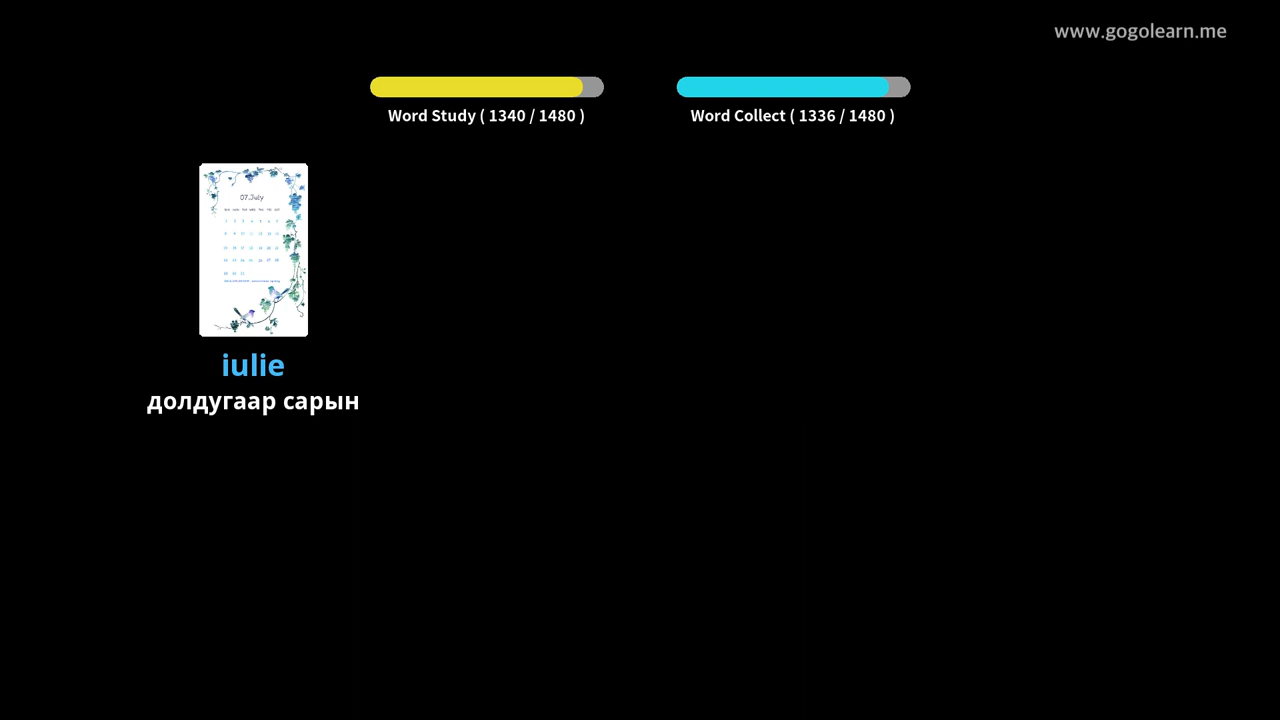 www.gogolearn.me
Word Study ( 1340 / 1480 )
Word Collect ( 1336 / 1480 )
07.July
iulie
долдугаар сарын